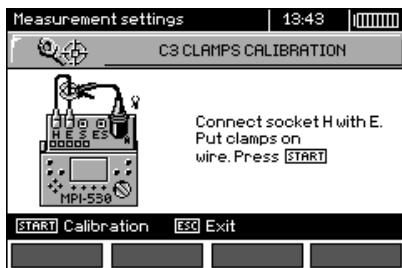 Measurement settings 13:43
C3 CLAMPS CALIBRATION
Connect socket H with E.
Put clamps on
wire. Press START
H E S ES
MPI-530
START Calibration ESC Exit